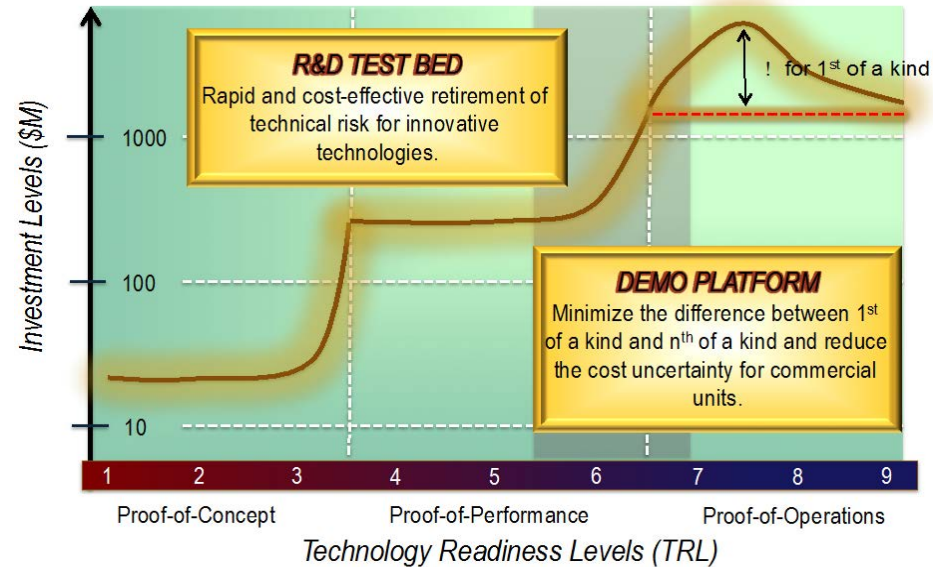 R&D TEST BED
Rapid and cost-effective retirement of
technical risk for innovative
technologies.
! for 1st of a kind
Investment Levels ($M)
1000
100
10
DEMO PLATFORM
Minimize the difference between 1st
of a kind and nth of a kind and reduce
the cost uncertainty for commercial
units.
1 2 3 4 5 6 7 8 9
Proof-of-Concept Proof-of-Performance Proof-of-Operations
Technology Readiness Levels (TRL)